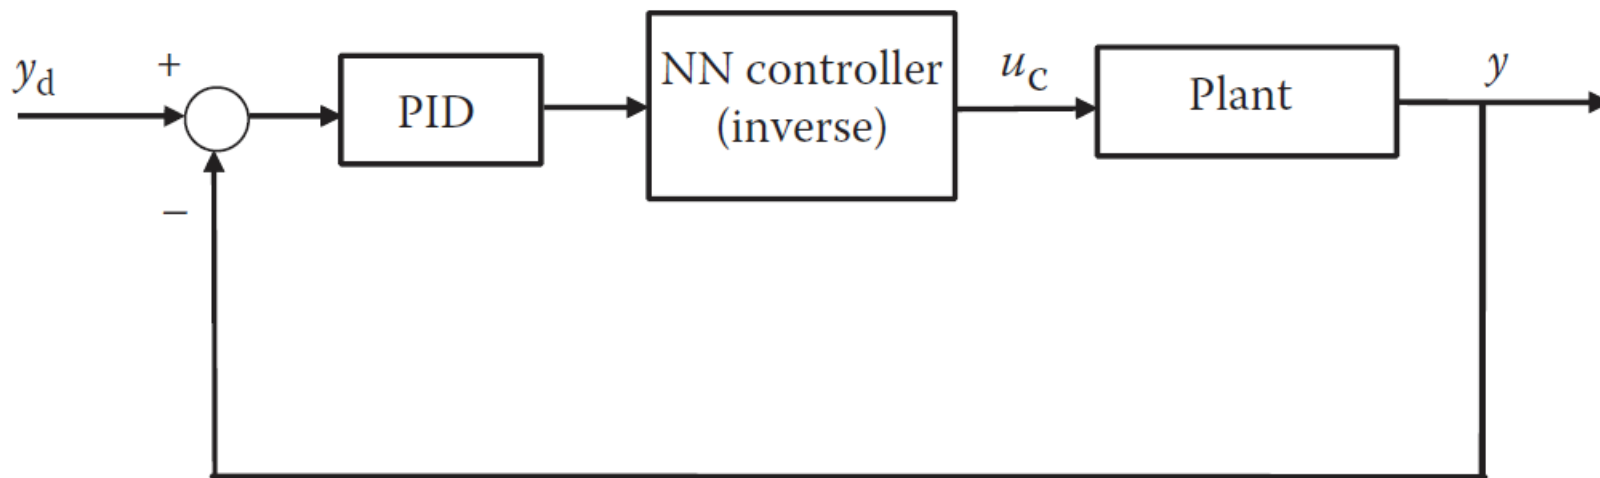 y_d
+
−
PID
NN controller
(inverse)
u_c
Plant
y